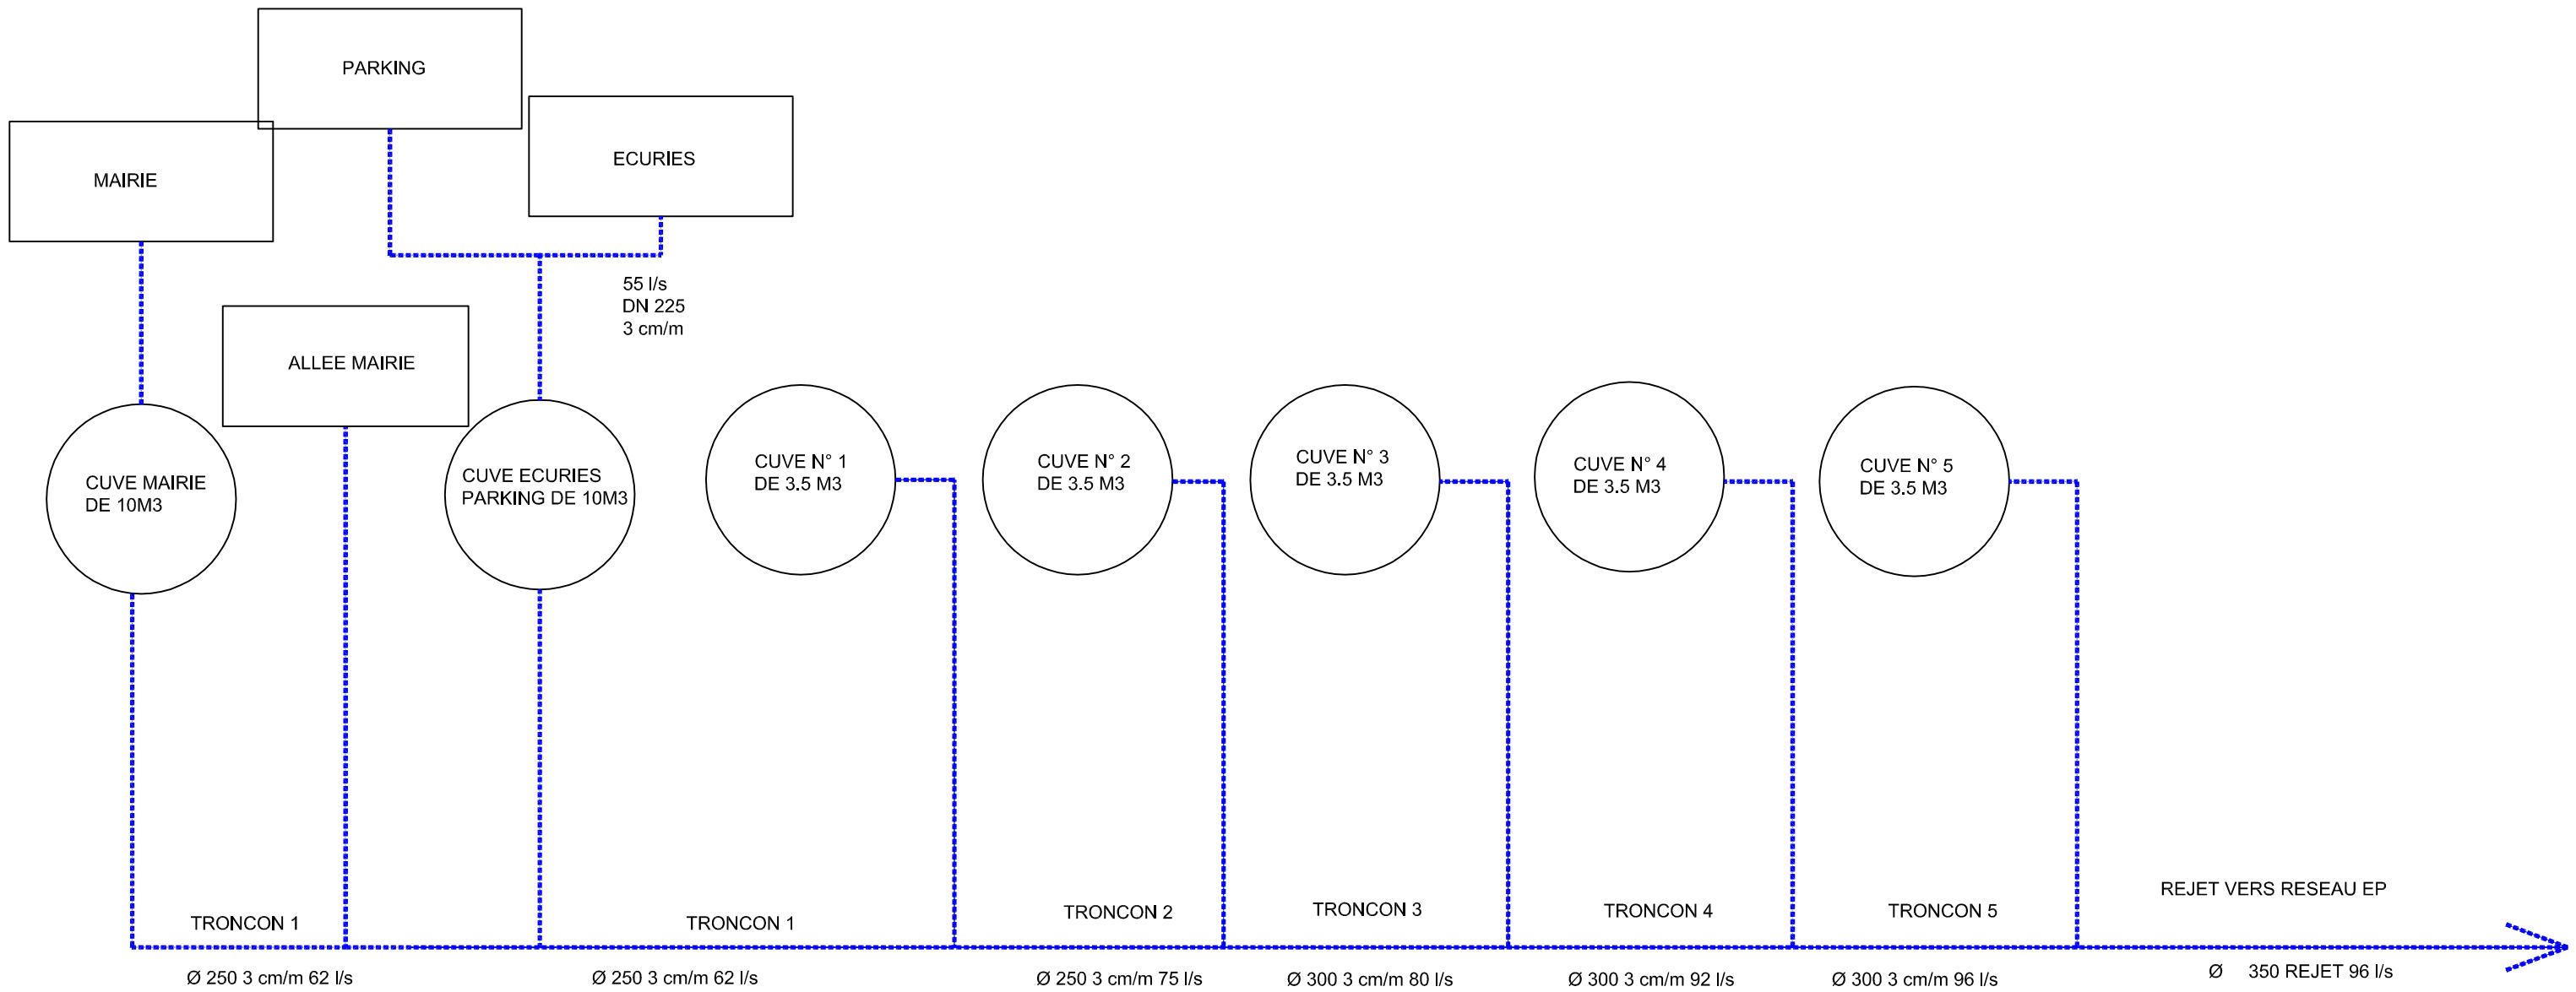 PARKING
ECURIES
MAIRIE
55 l/s
DN 225
3 cm/m
ALLEE MAIRIE
CUVE MAIRIE
DE 10M3
CUVE ECURIES
PARKING DE 10M3
CUVE N° 1
DE 3.5 M3
CUVE N° 2
DE 3.5 M3
CUVE N° 3
DE 3.5 M3
CUVE N° 4
DE 3.5 M3
CUVE N° 5
DE 3.5 M3
REJET VERS RESEAU EP
TRONCON 1
TRONCON 1
TRONCON 2
TRONCON 3
TRONCON 4
TRONCON 5
Ø 250 3 cm/m 62 l/s
Ø 250 3 cm/m 62 l/s
Ø 250 3 cm/m 75 l/s
Ø 300 3 cm/m 80 l/s
Ø 300 3 cm/m 92 l/s
Ø 300 3 cm/m 96 l/s
Ø 350 REJET 96 l/s